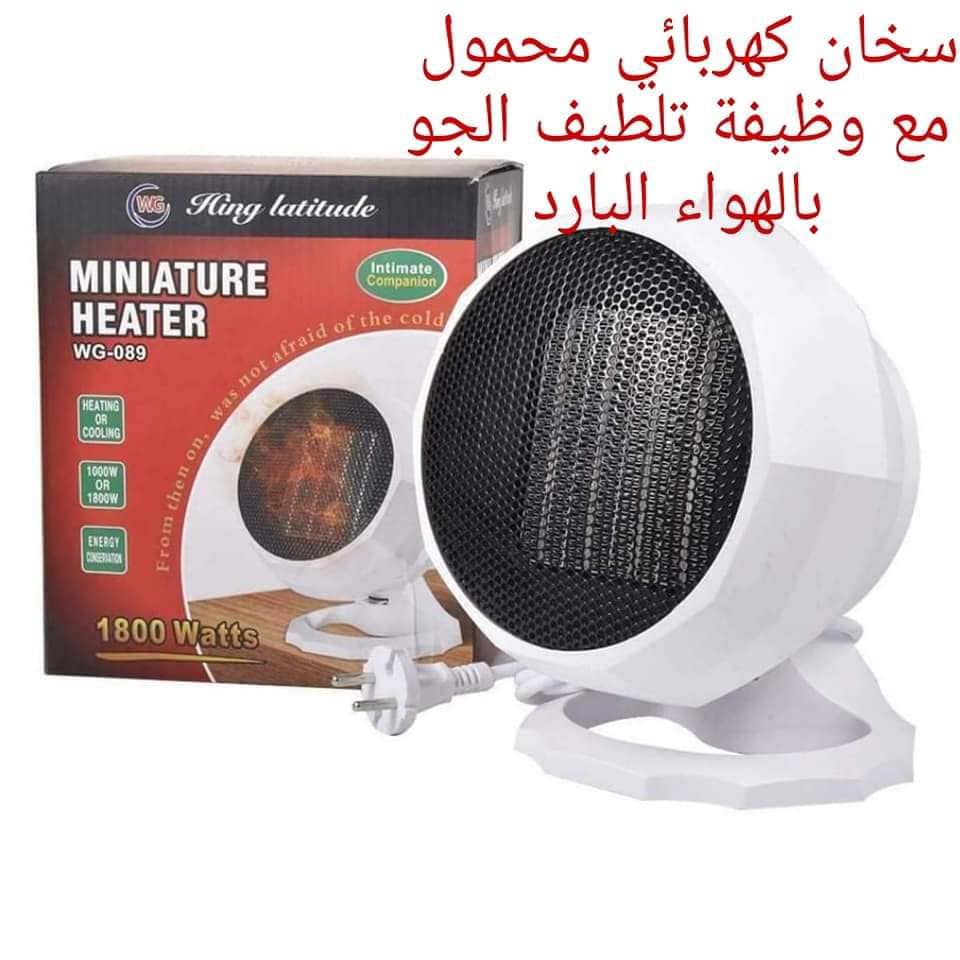 سخان كهربائي محمول
مع وظيفة تلطيف الجو
بالهواء البارد
WG Hing latitude
MINIATURE
HEATER
WG-089
Intimate
Companion
From then on, was not afraid of the cold
HEATING
OR
COOLING
1000W
OR
1800W
ENERGY
CONSERVATION
1800 Watts